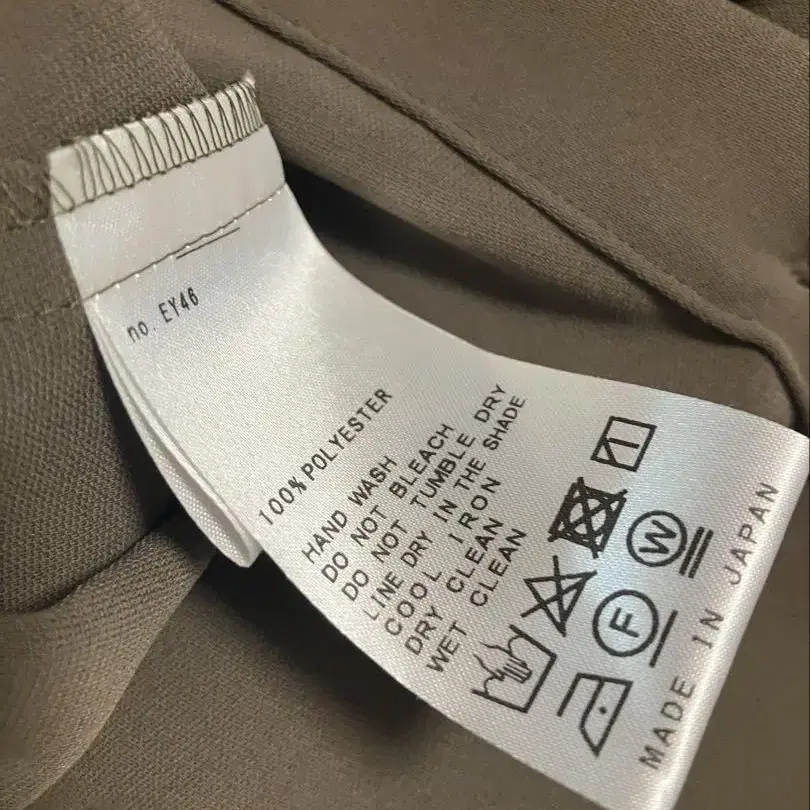 no. EY46
100% POLYESTER
HAND WASH
DO NOT BLEACH
DO NOT TUMBLE DRY
LINE DRY IN THE SHADE
COOL IRON
DRY CLEAN
WET CLEAN
W
F
MADE IN JAPAN